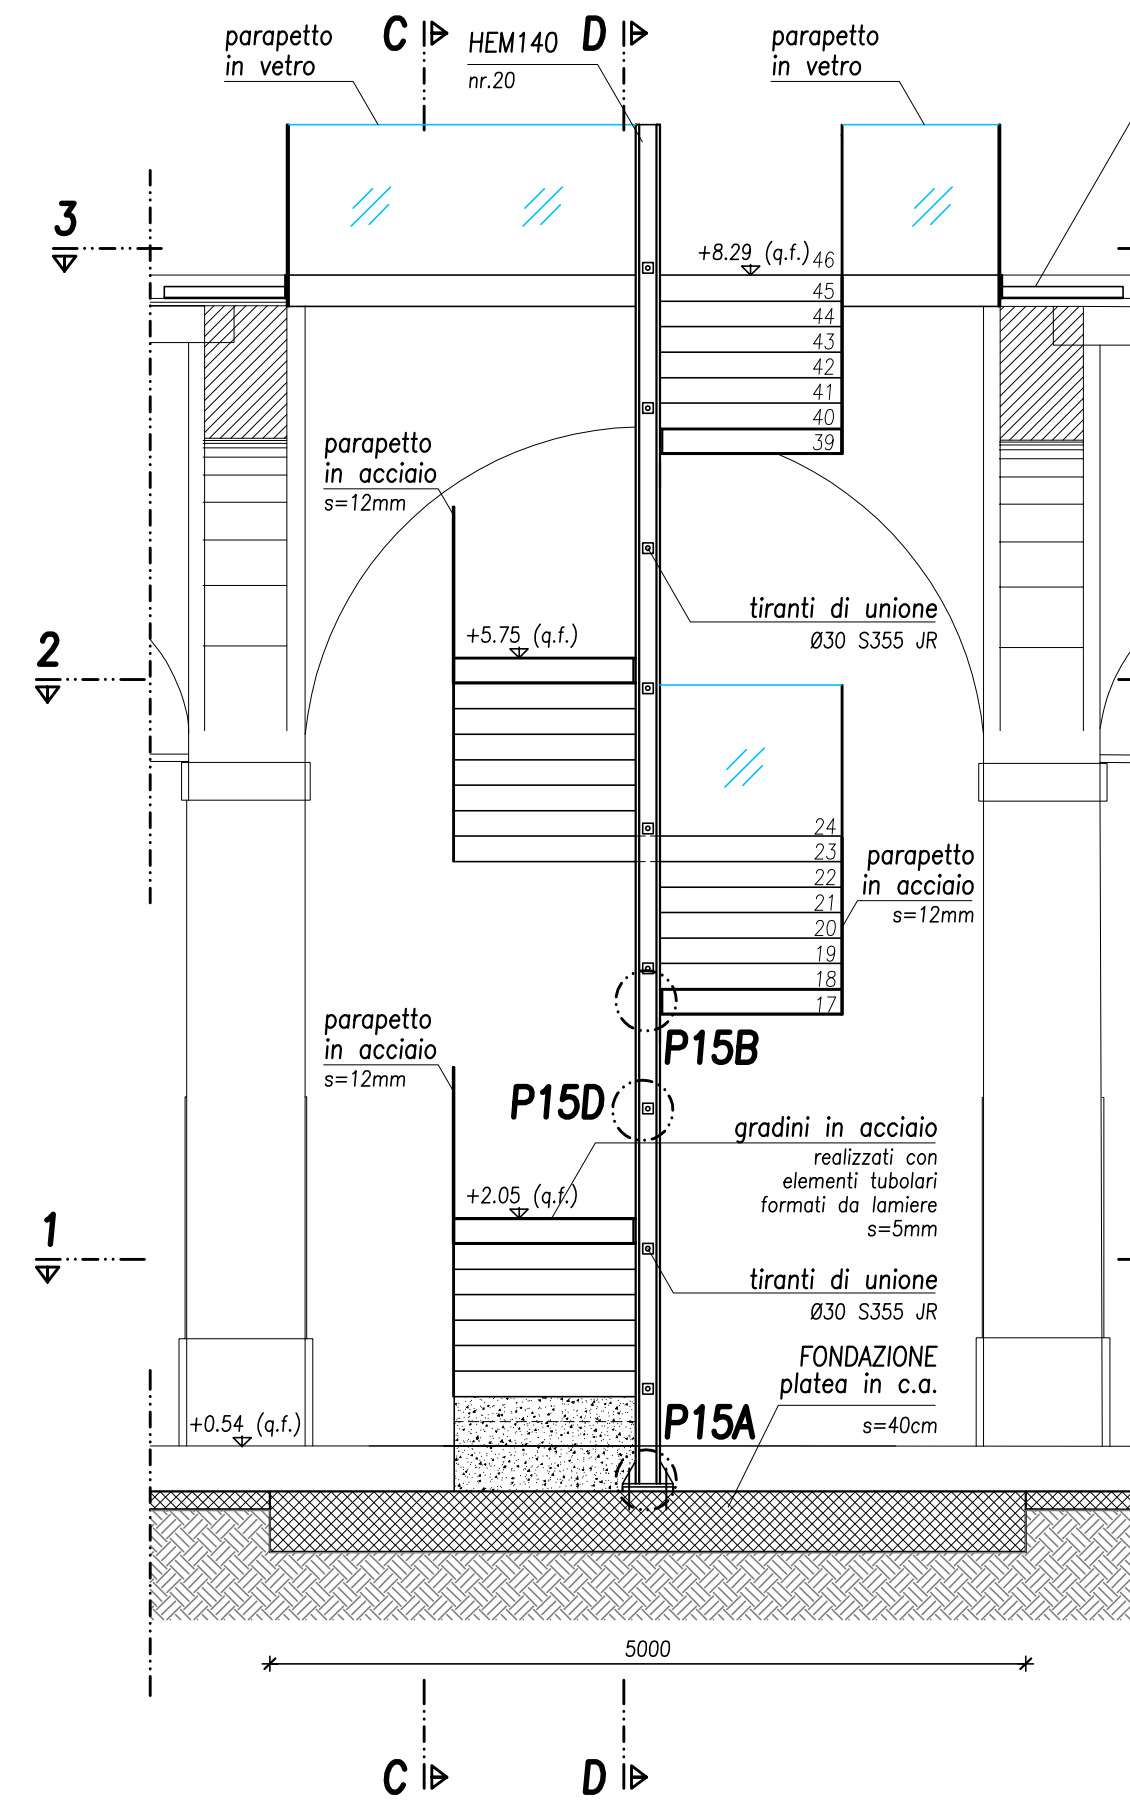 C
D
parapetto
in vetro
HEM140
nr.20
parapetto
in vetro
3
+8.29 (q.f.)
46
45
44
43
42
41
40
39
parapetto
in acciaio
s=12mm
tiranti di unione
Ø30 S355 JR
+5.75 (q.f.)
2
24
23
22
21
20
19
18
17
parapetto
in acciaio
s=12mm
P15B
parapetto
in acciaio
s=12mm
P15D
gradini in acciaio
realizzati con
elementi tubolari
formati da lamiere
s=5mm
+2.05 (q.f.)
1
tiranti di unione
Ø30 S355 JR
FONDAZIONE
platea in c.a.
s=40cm
P15A
+0.54 (q.f.)
5000
C
D